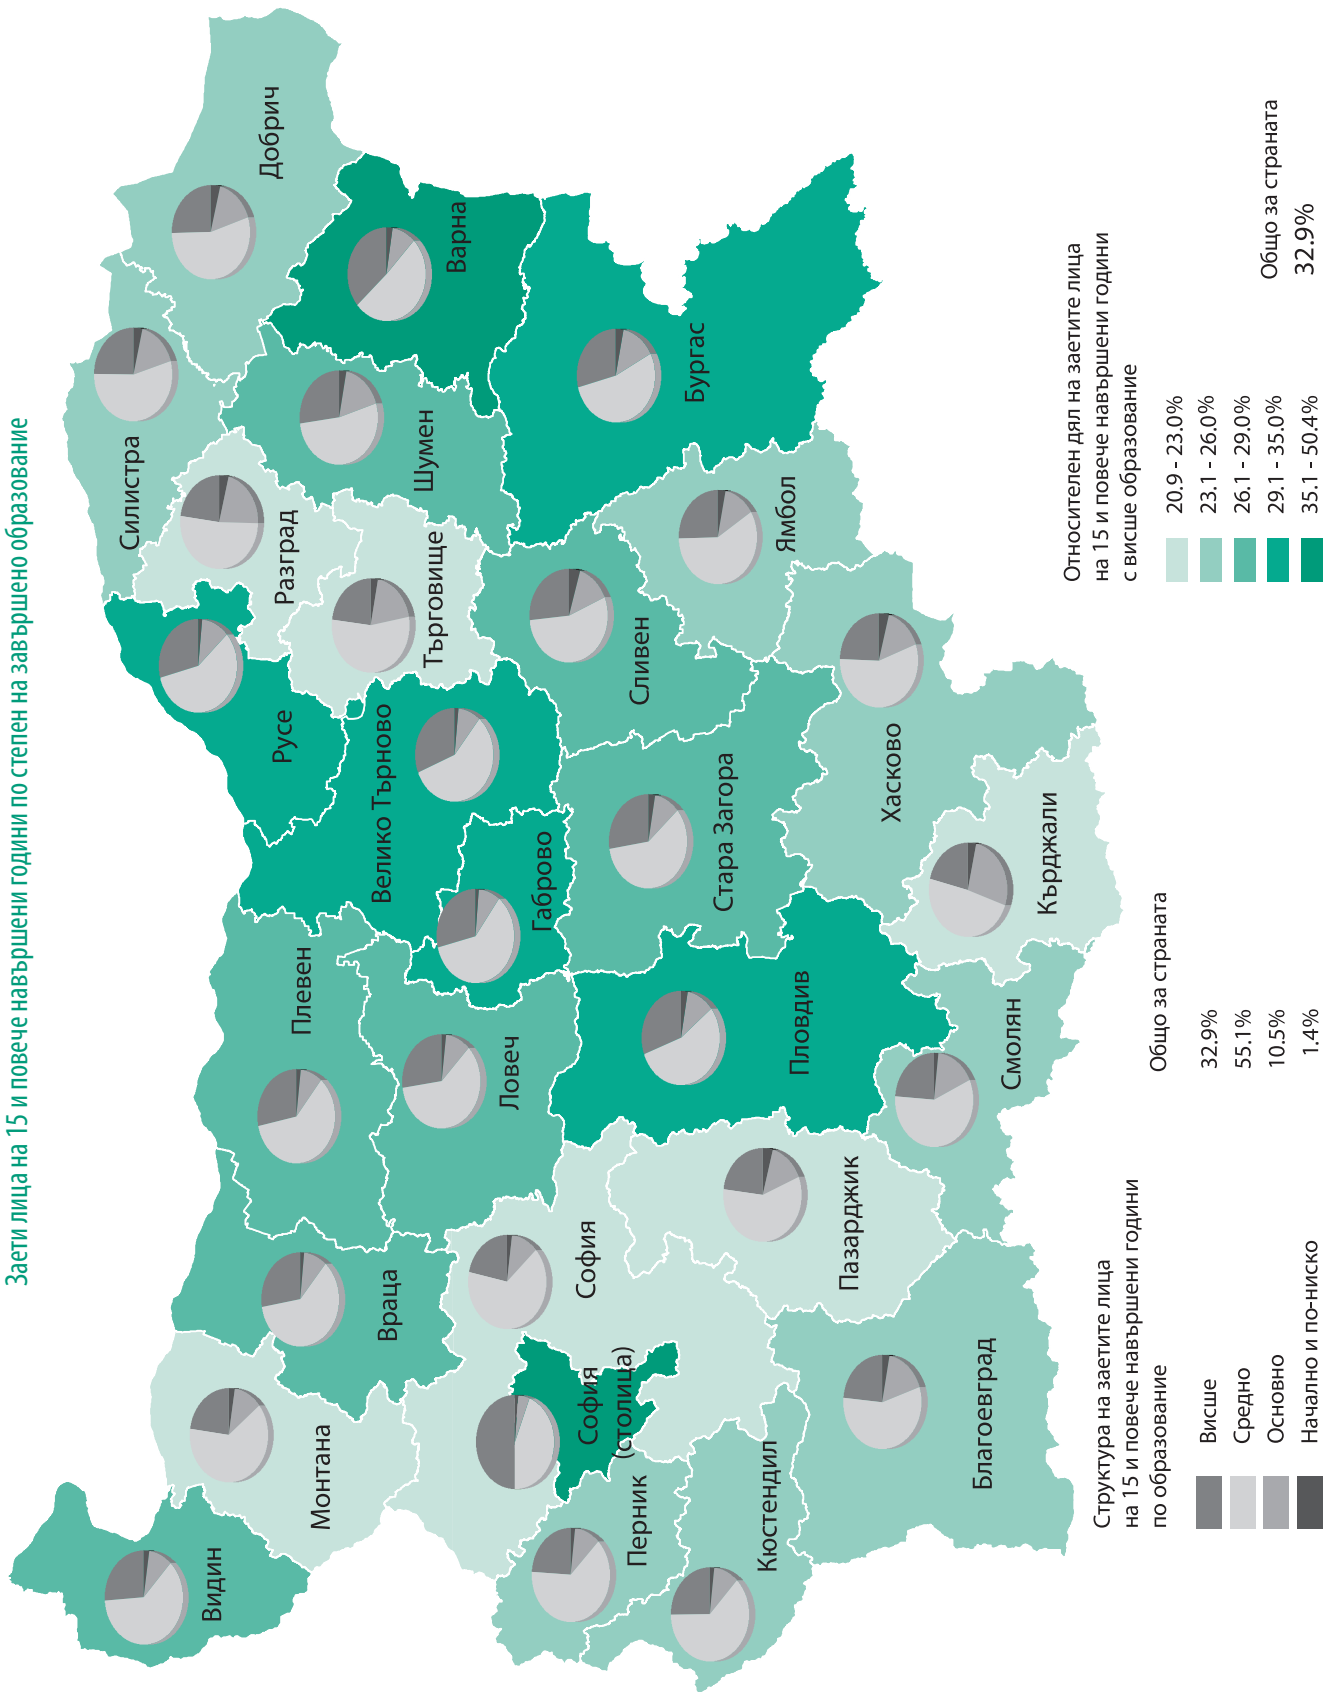 Заети лица на 15 и повече навършени години по степен на завършено образование
Видин
Монтана
Враца
Плевен
Ловеч
Велико Търново
Габрово
Русе
Разград
Търговище
Силистра
Шумен
Добрич
Варна
Бургас
Сливен
Ямбол
Стара Загора
Хасково
Кърджали
Пловдив
Смолян
Пазарджик
София
София
(столица)
Перник
Кюстендил
Благоевград
Структура на заетите лица
на 15 и повече навършени години
по образование
Общо за страната
Висше 32.9%
Средно 55.1%
Основно 10.5%
Начално и по-ниско 1.4%
Относителен дял на заетите лица
на 15 и повече навършени години
с висше образование
20.9 - 23.0%
23.1 - 26.0%
26.1 - 29.0%
29.1 - 35.0%
35.1 - 50.4%
Общо за страната
32.9%